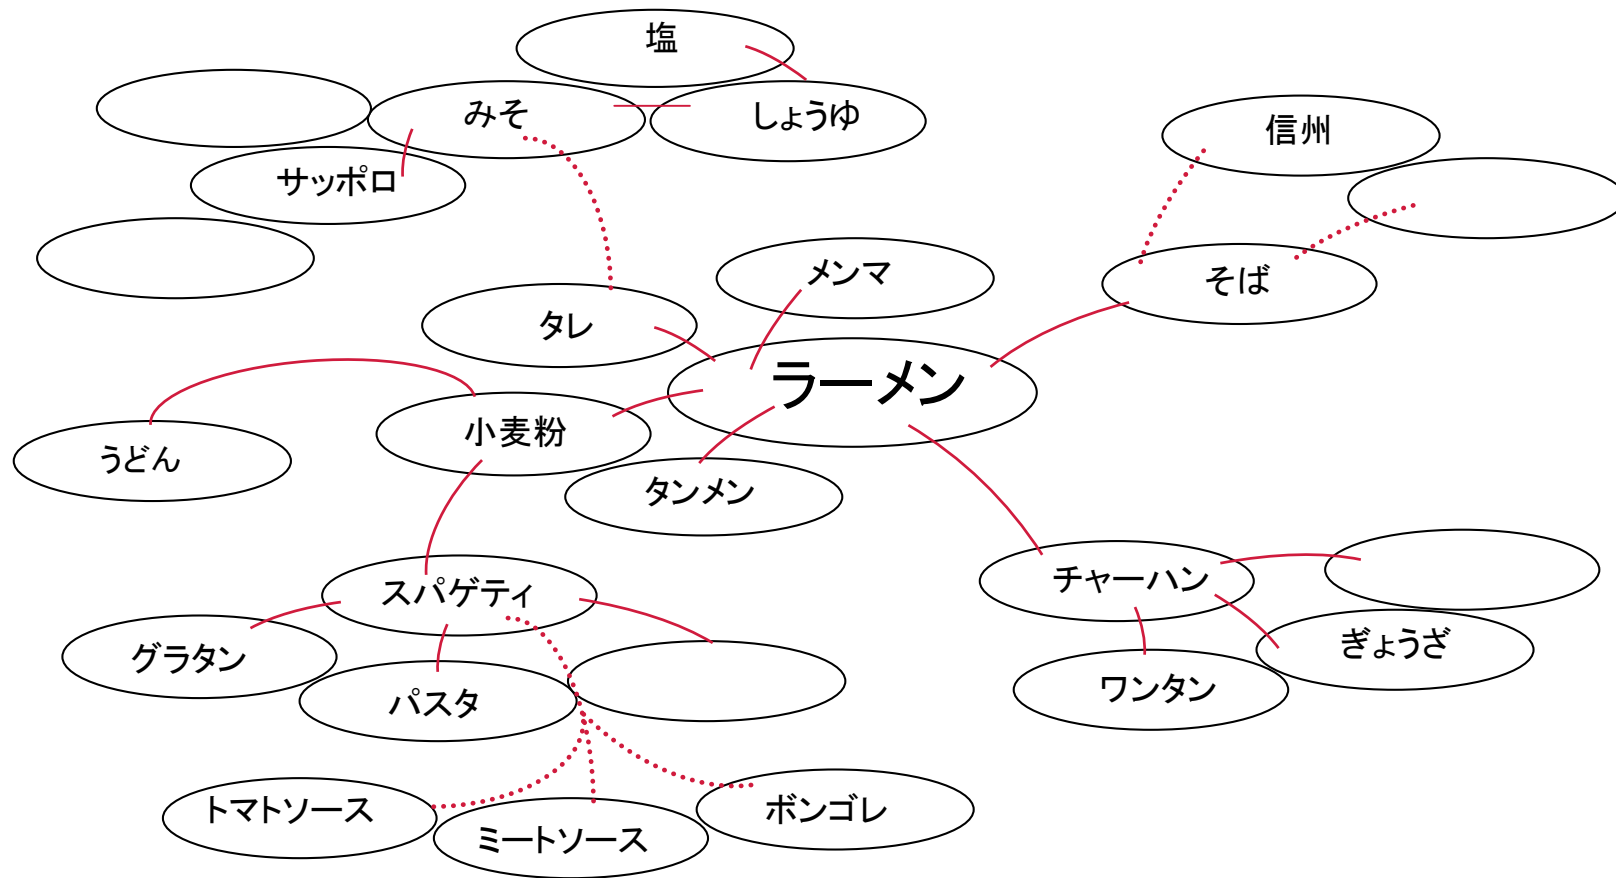 塩
みそ
しょうゆ
信州
サッポロ
メンマ
そば
タレ
ラーメン
小麦粉
うどん
タンメン
スパゲティ
チャーハン
グラタン
ぎょうざ
パスタ
ワンタン
トマトソース
ミートソース
ボンゴレ